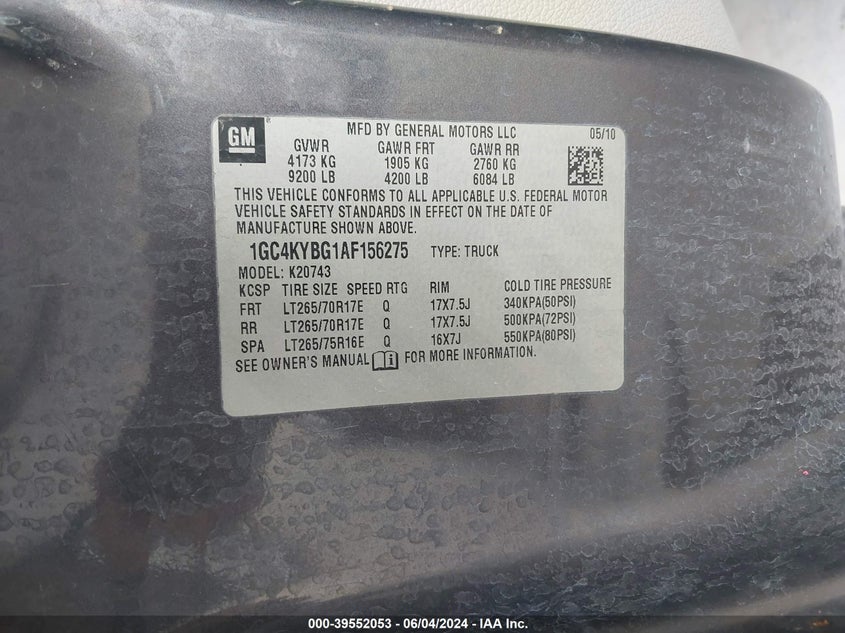 GM
MFD BY GENERAL MOTORS LLC 05/10
GVWR GAWR FRT GAWR RR
4173 KG 1905 KG 2760 KG
9200 LB 4200 LB 6084 LB
THIS VEHICLE CONFORMS TO ALL APPLICABLE U.S. FEDERAL MOTOR
VEHICLE SAFETY STANDARDS IN EFFECT ON THE DATE OF
MANUFACTURE SHOWN ABOVE.
1GC4KYBG1AF156275 TYPE: TRUCK
MODEL: K20743
KCSP TIRE SIZE SPEED RTG RIM COLD TIRE PRESSURE
FRT LT265/70R17E Q 17X7.5J 340KPA(50PSI)
RR LT265/70R17E Q 17X7.5J 500KPA(72PSI)
SPA LT265/75R16E Q 16X7J 550KPA(80PSI)
SEE OWNER'S MANUAL i FOR MORE INFORMATION.
000-39552053 - 06/04/2024 - IAA Inc.